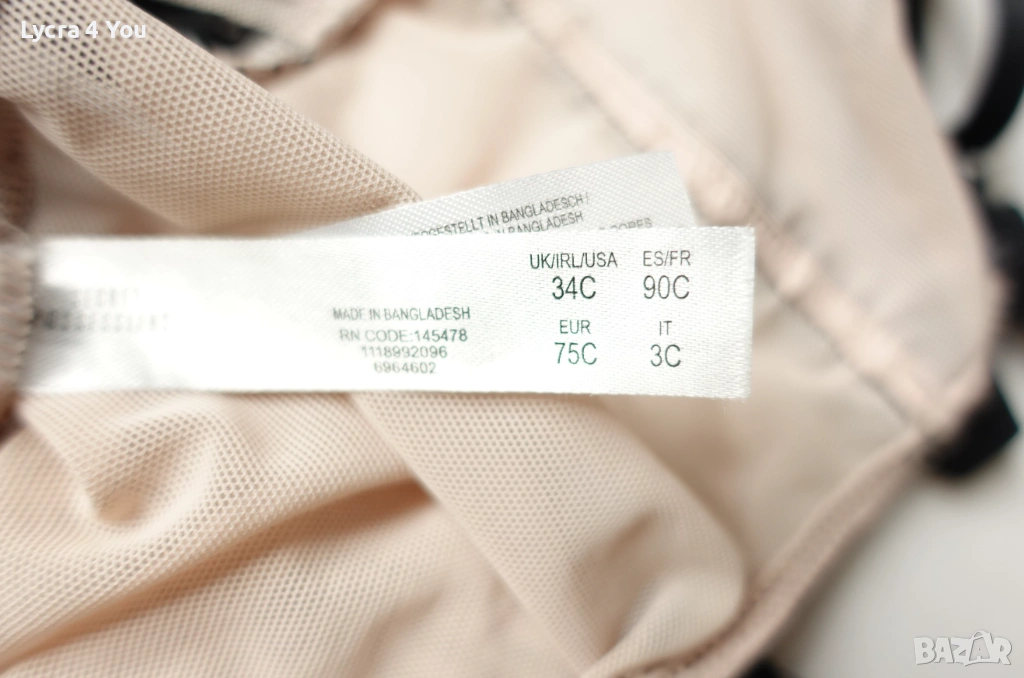 Lycra 4 You
IN BANGLADESCH /
BANGLADESH
UK/IRL/USA ES/FR
34C 90C
EUR IT
75C 3C
MADE IN BANGLADESH
RN CODE:145478
1118992096
6964602
BAZAR